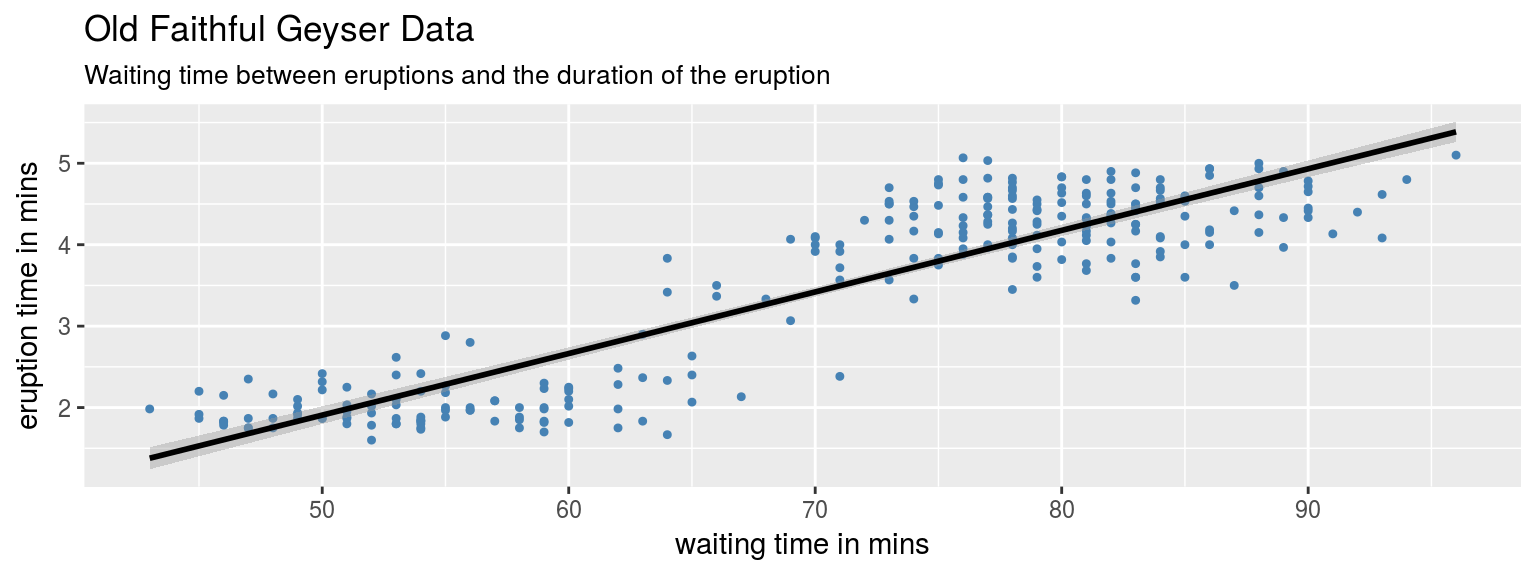 Old Faithful Geyser Data
Waiting time between eruptions and the duration of the eruption
eruption time in mins
5
4
3
2
50 60 70 80 90
waiting time in mins